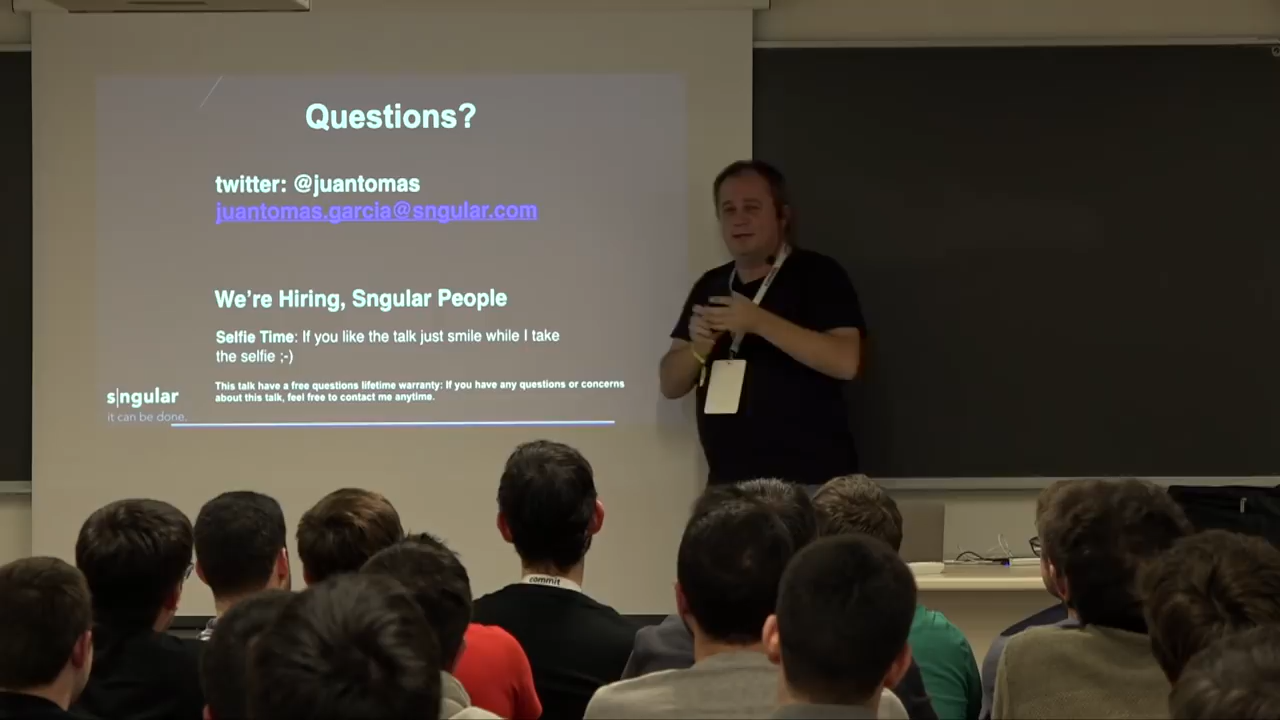 Questions?
twitter: @juantomas
juantomas.garcia@sngular.com
We're Hiring, Sngular People
Selfie Time: If you like the talk just smile while I take
the selfie ;-)
This talk have a free questions lifetime warranty: If you have any questions or concerns
about this talk, feel free to contact me anytime.
s|ngular
it can be done.
commit